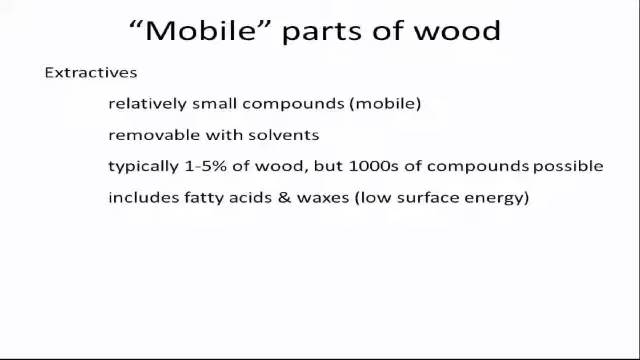 “Mobile” parts of wood
Extractives
relatively small compounds (mobile)
removable with solvents
typically 1-5% of wood, but 1000s of compounds possible
includes fatty acids & waxes (low surface energy)